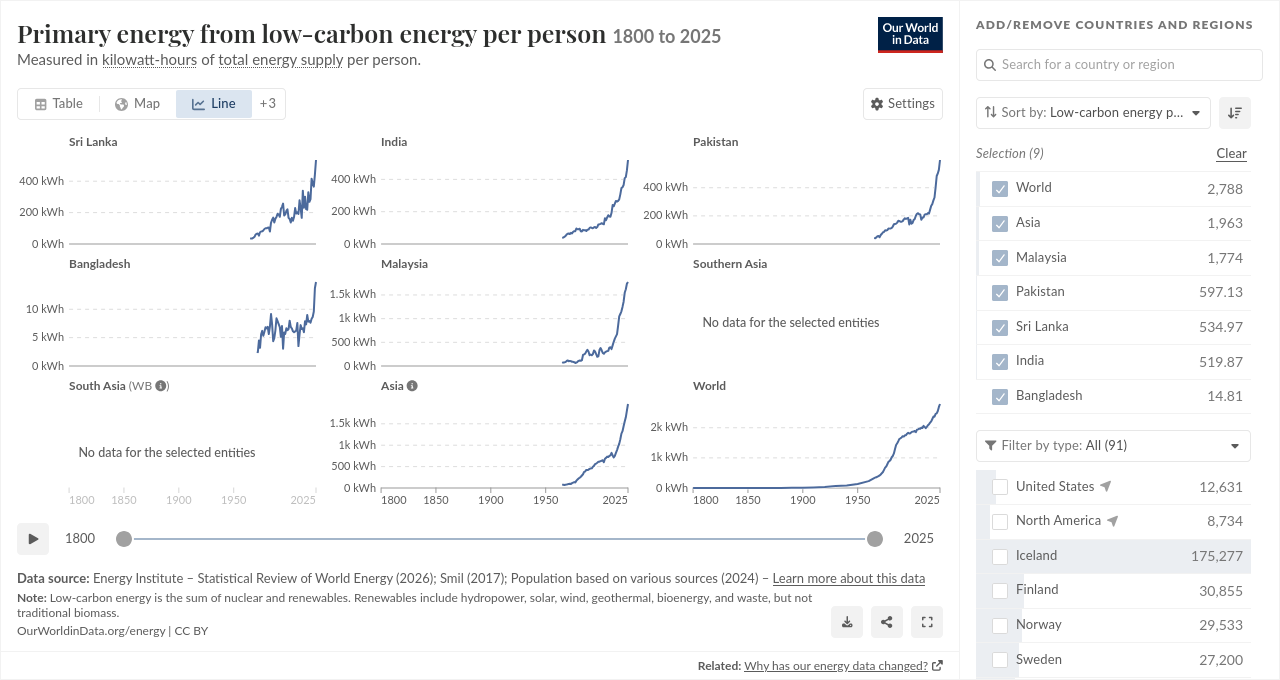 Primary energy from low-carbon energy per person 1800 to 2025
Measured in kilowatt-hours of total energy supply per person.
Our World
in Data
Table
Map
Line
+3
Settings
Sri Lanka
400 kWh
200 kWh
0 kWh
India
400 kWh
200 kWh
0 kWh
Pakistan
400 kWh
200 kWh
0 kWh
Bangladesh
10 kWh
5 kWh
0 kWh
Malaysia
1.5k kWh
1k kWh
500 kWh
0 kWh
Southern Asia
No data for the selected entities
South Asia (WB)
No data for the selected entities
1800 1850 1900 1950 2025
Asia
1.5k kWh
1k kWh
500 kWh
0 kWh
1800 1850 1900 1950 2025
World
2k kWh
1k kWh
0 kWh
1800 1850 1900 1950 2025
1800
2025
Data source: Energy Institute – Statistical Review of World Energy (2026); Smil (2017); Population based on various sources (2024) – Learn more about this data
Note: Low-carbon energy is the sum of nuclear and renewables. Renewables include hydropower, solar, wind, geothermal, bioenergy, and waste, but not
traditional biomass.
OurWorldinData.org/energy | CC BY
Related: Why has our energy data changed?
ADD/REMOVE COUNTRIES AND REGIONS
Search for a country or region
Sort by: Low-carbon energy p...
Selection (9)
Clear
World 2,788
Asia 1,963
Malaysia 1,774
Pakistan 597.13
Sri Lanka 534.97
India 519.87
Bangladesh 14.81
Filter by type: All (91)
United States 12,631
North America 8,734
Iceland 175,277
Finland 30,855
Norway 29,533
Sweden 27,200